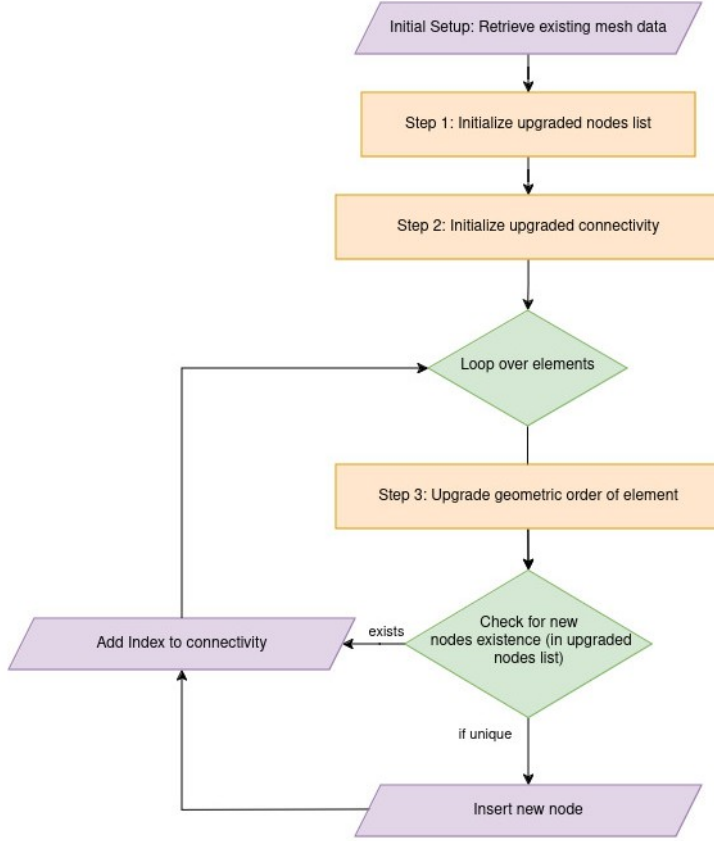 Initial Setup: Retrieve existing mesh data
Step 1: Initialize upgraded nodes list
Step 2: Initialize upgraded connectivity
Loop over elements
Step 3: Upgrade geometric order of element
Check for new
nodes existence (in upgraded
nodes list)
exists
Add Index to connectivity
if unique
Insert new node